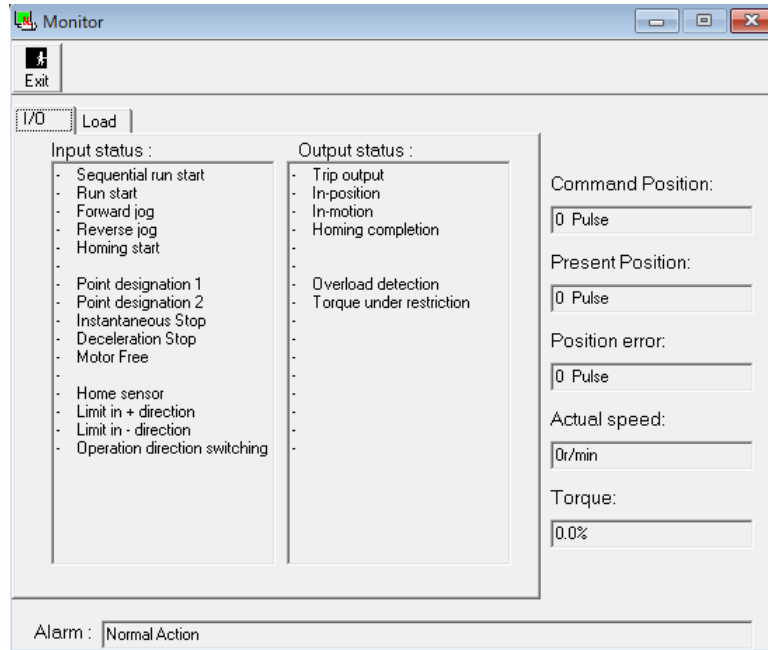 Monitor
Exit
I/O
Load
Input status :
- Sequential run start
- Run start
- Forward jog
- Reverse jog
- Homing start
-
- Point designation 1
- Point designation 2
- Instantaneous Stop
- Deceleration Stop
- Motor Free
-
- Home sensor
- Limit in + direction
- Limit in - direction
- Operation direction switching
Output status :
- Trip output
- In-position
- In-motion
- Homing completion
-
-
- Overload detection
- Torque under restriction
-
-
-
-
-
-
-
-
Command Position:
0 Pulse
Present Position:
0 Pulse
Position error:
0 Pulse
Actual speed:
0r/min
Torque:
0.0%
Alarm : Normal Action